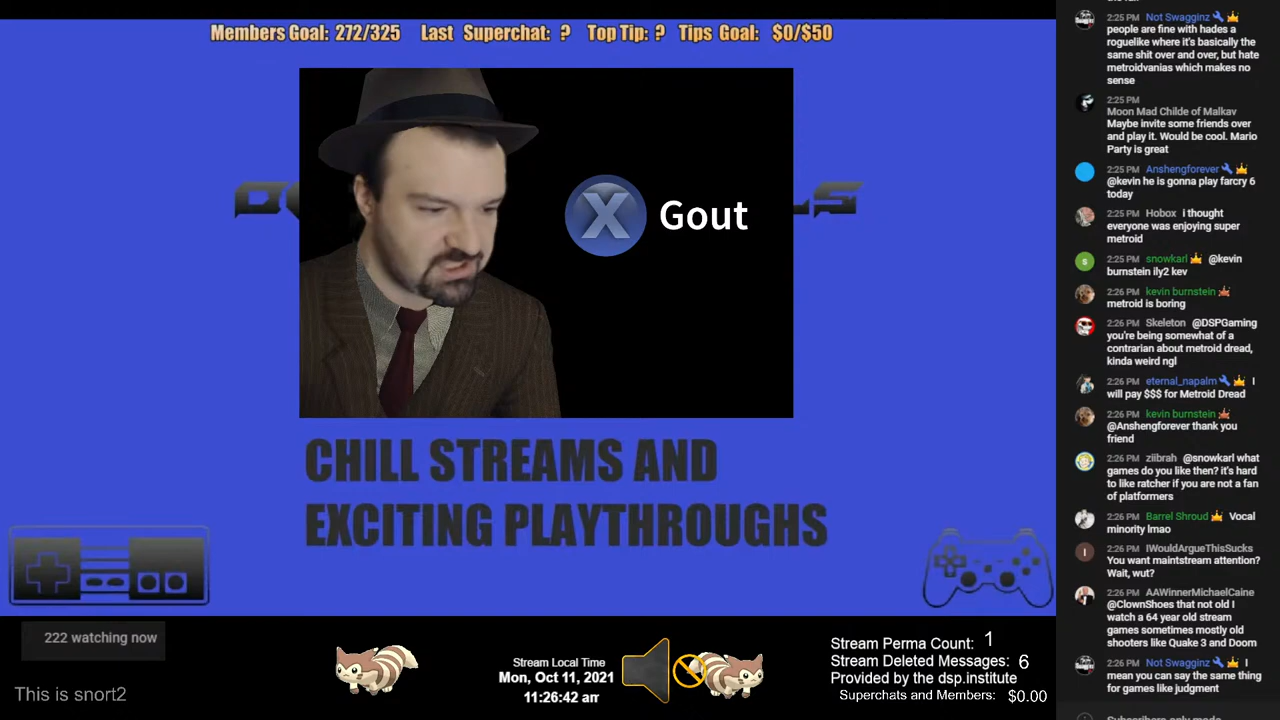 Members Goal: 272/325 Last Superchat: ? Top Tip: ? Tips Goal: $0/$50
X Gout
CHILL STREAMS AND
EXCITING PLAYTHROUGHS
222 watching now
This is snort2
Stream Local Time
Mon, Oct 11, 2021
11:26:42 am
Stream Perma Count: 1
Stream Deleted Messages: 6
Provided by the dsp.institute
Superchats and Members: $0.00
2:25 PM Not Swagginz
people are fine with hades a
roguelike where it's basically the
same shit over and over, but hate
metroidvanias which makes no
sense
2:25 PM
Moon Mad Childe of Malkav
Maybe invite some friends over
and play it. Would be cool. Mario
Party is great
2:25 PM Anshengforever
@kevin he is gonna play farcry 6
today
2:25 PM Hobox i thought
everyone was enjoying super
metroid
2:25 PM snowkarl @kevin
burnstein ily2 kev
2:26 PM kevin burnstein
metroid is boring
2:26 PM Skeleton @DSPGaming
you're being somewhat of a
contrarian about metroid dread,
kinda weird ngl
2:26 PM eternal_napalm I
will pay $$$ for Metroid Dread
2:26 PM kevin burnstein
@Anshengforever thank you
friend
2:26 PM ziibrah @snowkarl what
games do you like then? it's hard
to like ratcher if you are not a fan
of platformers
2:26 PM Barrel Shroud Vocal
minority lmao
2:26 PM IWouldArgueThisSucks
You want maintstream attention?
Wait, wut?
2:26 PM AAWinnerMichaelCaine
@ClownShoes that not old I
watch a 64 year old stream
games sometimes mostly old
shooters like Quake 3 and Doom
2:26 PM Not Swagginz I
mean you can say the same thing
for games like judgment